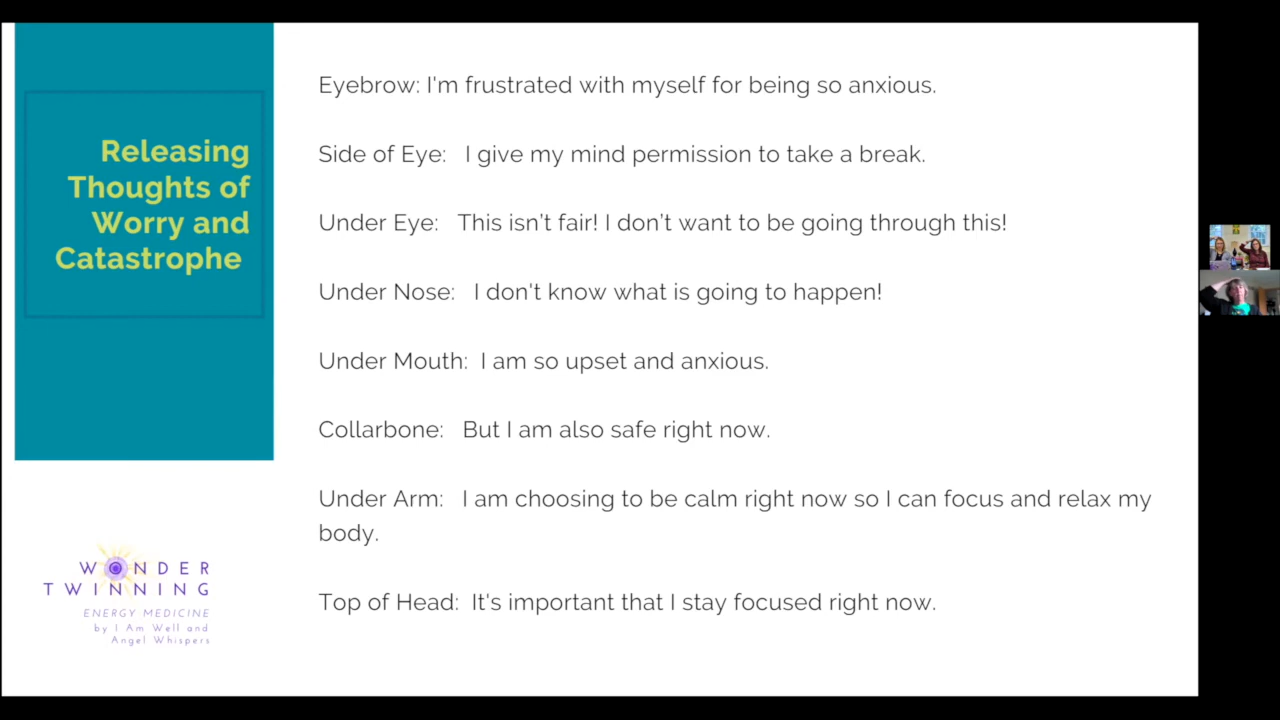 Releasing
Thoughts of
Worry and
Catastrophe
Eyebrow: I'm frustrated with myself for being so anxious.
Side of Eye: I give my mind permission to take a break.
Under Eye: This isn’t fair! I don’t want to be going through this!
Under Nose: I don't know what is going to happen!
Under Mouth: I am so upset and anxious.
Collarbone: But I am also safe right now.
Under Arm: I am choosing to be calm right now so I can focus and relax my
body.
Top of Head: It's important that I stay focused right now.
WONDER
TWINNING
ENERGY MEDICINE
by I Am Well and
Angel Whispers